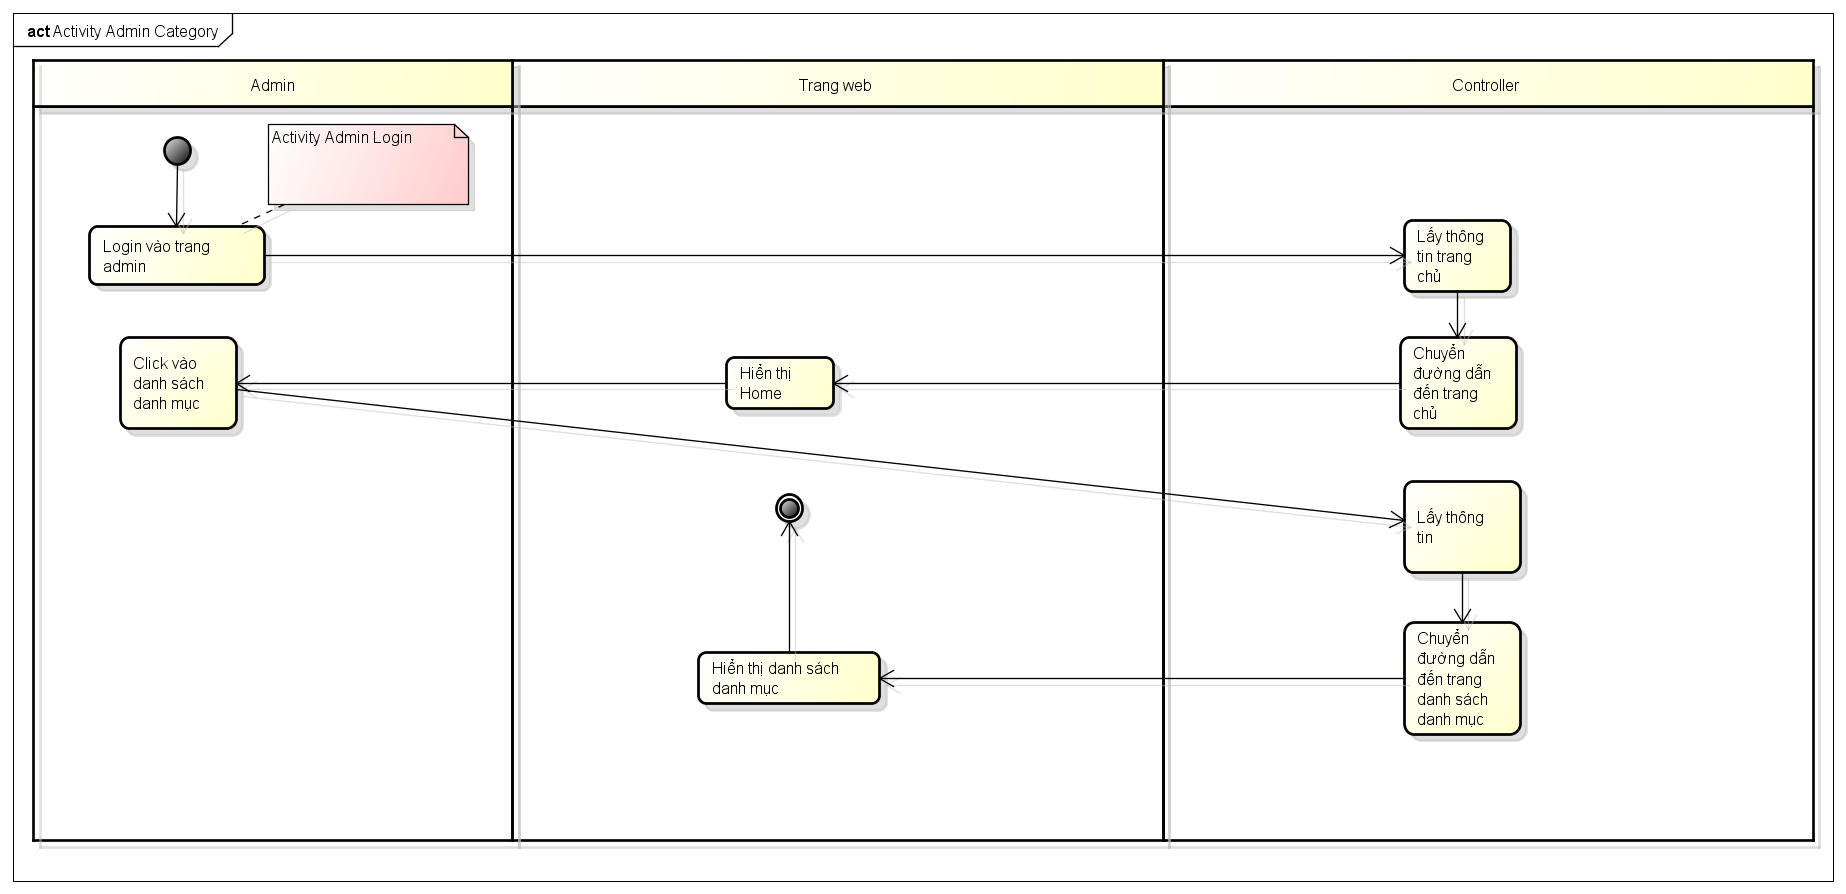 act Activity Admin Category
Admin
Trang web
Controller
Activity Admin Login
Login vào trang
admin
Lấy thông
tin trang
chủ
Click vào
danh sách
danh mục
Hiển thị
Home
Chuyển
đường dẫn
đến trang
chủ
Lấy thông
tin
Hiển thị danh sách
danh mục
Chuyển
đường dẫn
đến trang
danh sách
danh mục